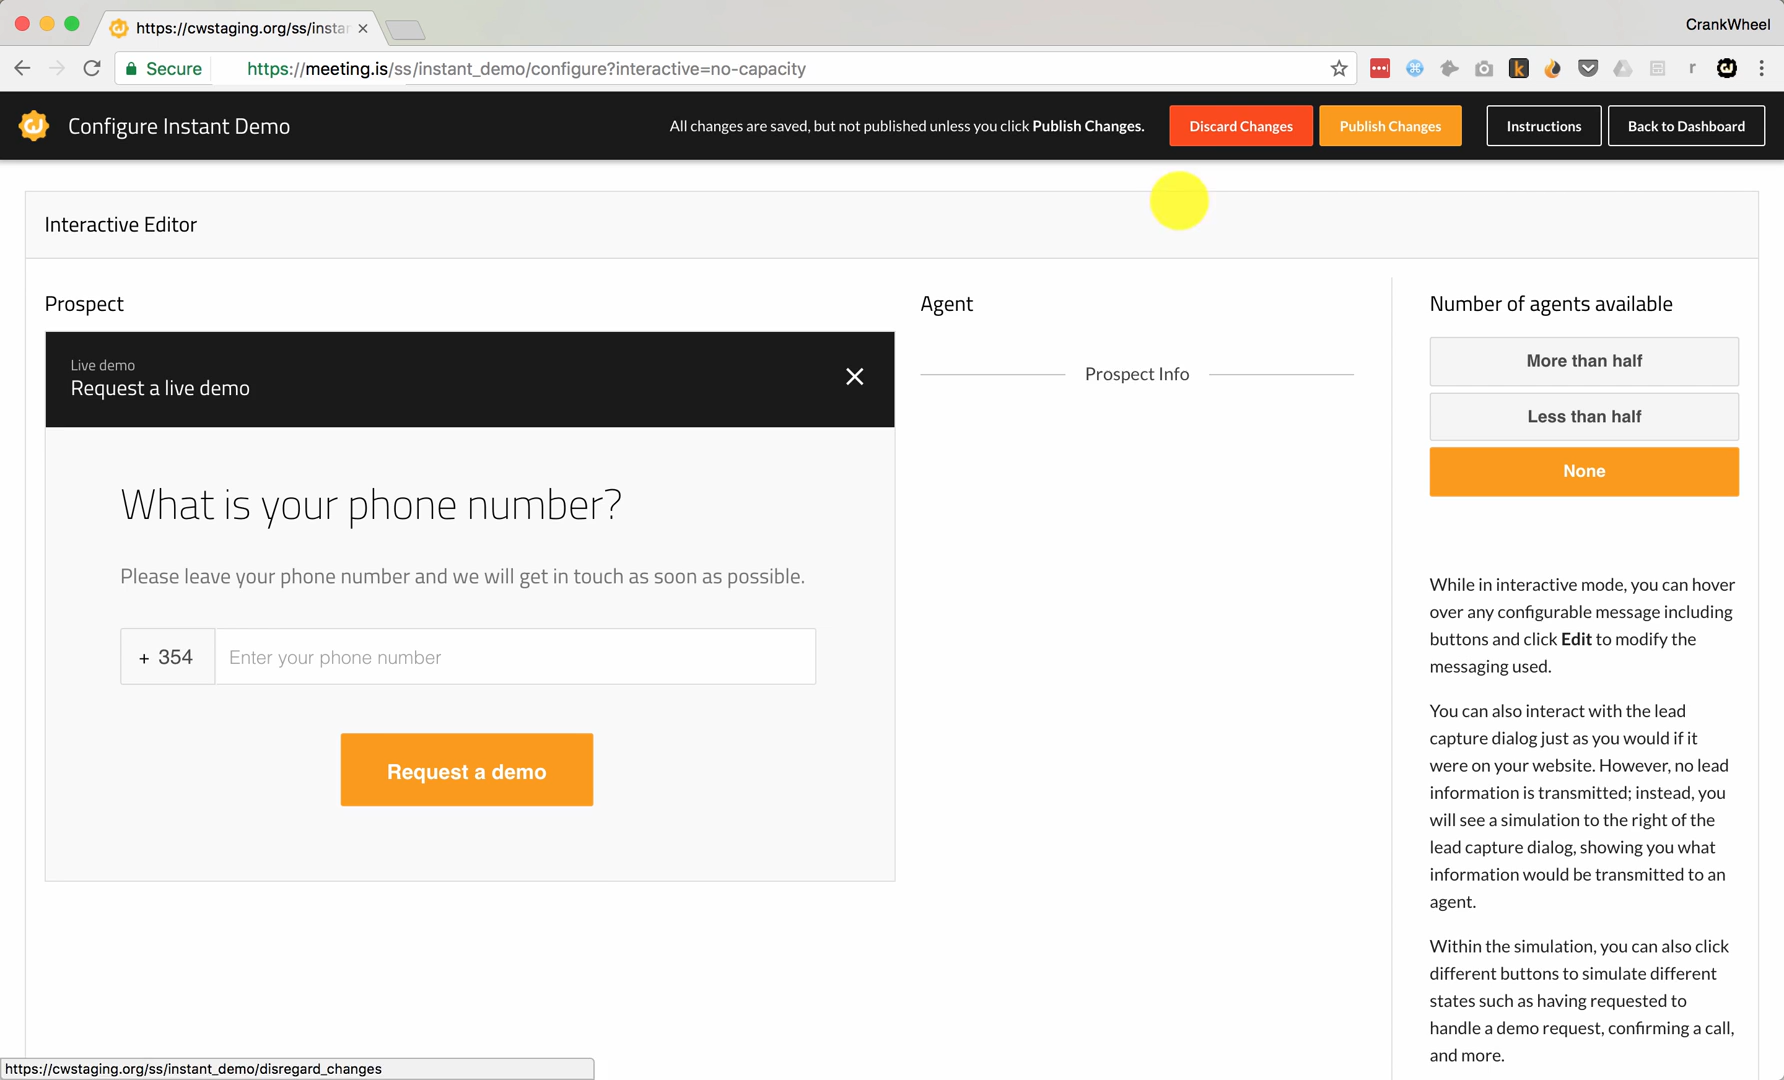 https://cwstaging.org/ss/insta
CrankWheel
Secure
https://meeting.is/ss/instant_demo/configure?interactive=no-capacity
Configure Instant Demo
All changes are saved, but not published unless you click Publish Changes.
Discard Changes
Publish Changes
Instructions
Back to Dashboard
Interactive Editor
Prospect
Live demo
Request a live demo
What is your phone number?
Please leave your phone number and we will get in touch as soon as possible.
+ 354
Enter your phone number
Request a demo
Agent
Prospect Info
Number of agents available
More than half
Less than half
None
While in interactive mode, you can hover
over any configurable message including
buttons and click Edit to modify the
messaging used.
You can also interact with the lead
capture dialog just as you would if it
were on your website. However, no lead
information is transmitted; instead, you
will see a simulation to the right of the
lead capture dialog, showing you what
information would be transmitted to an
agent.
Within the simulation, you can also click
different buttons to simulate different
states such as having requested to
handle a demo request, confirming a call,
and more.
https://cwstaging.org/ss/instant_demo/disregard_changes